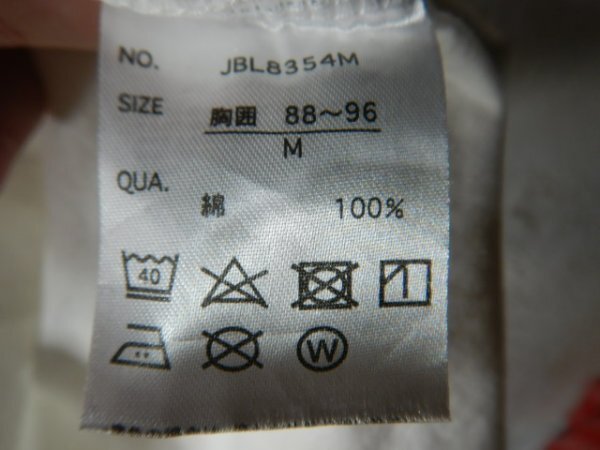 NO. JBL8354M
SIZE 胸囲 88～96
M
QUA.
綿 100%
40
W